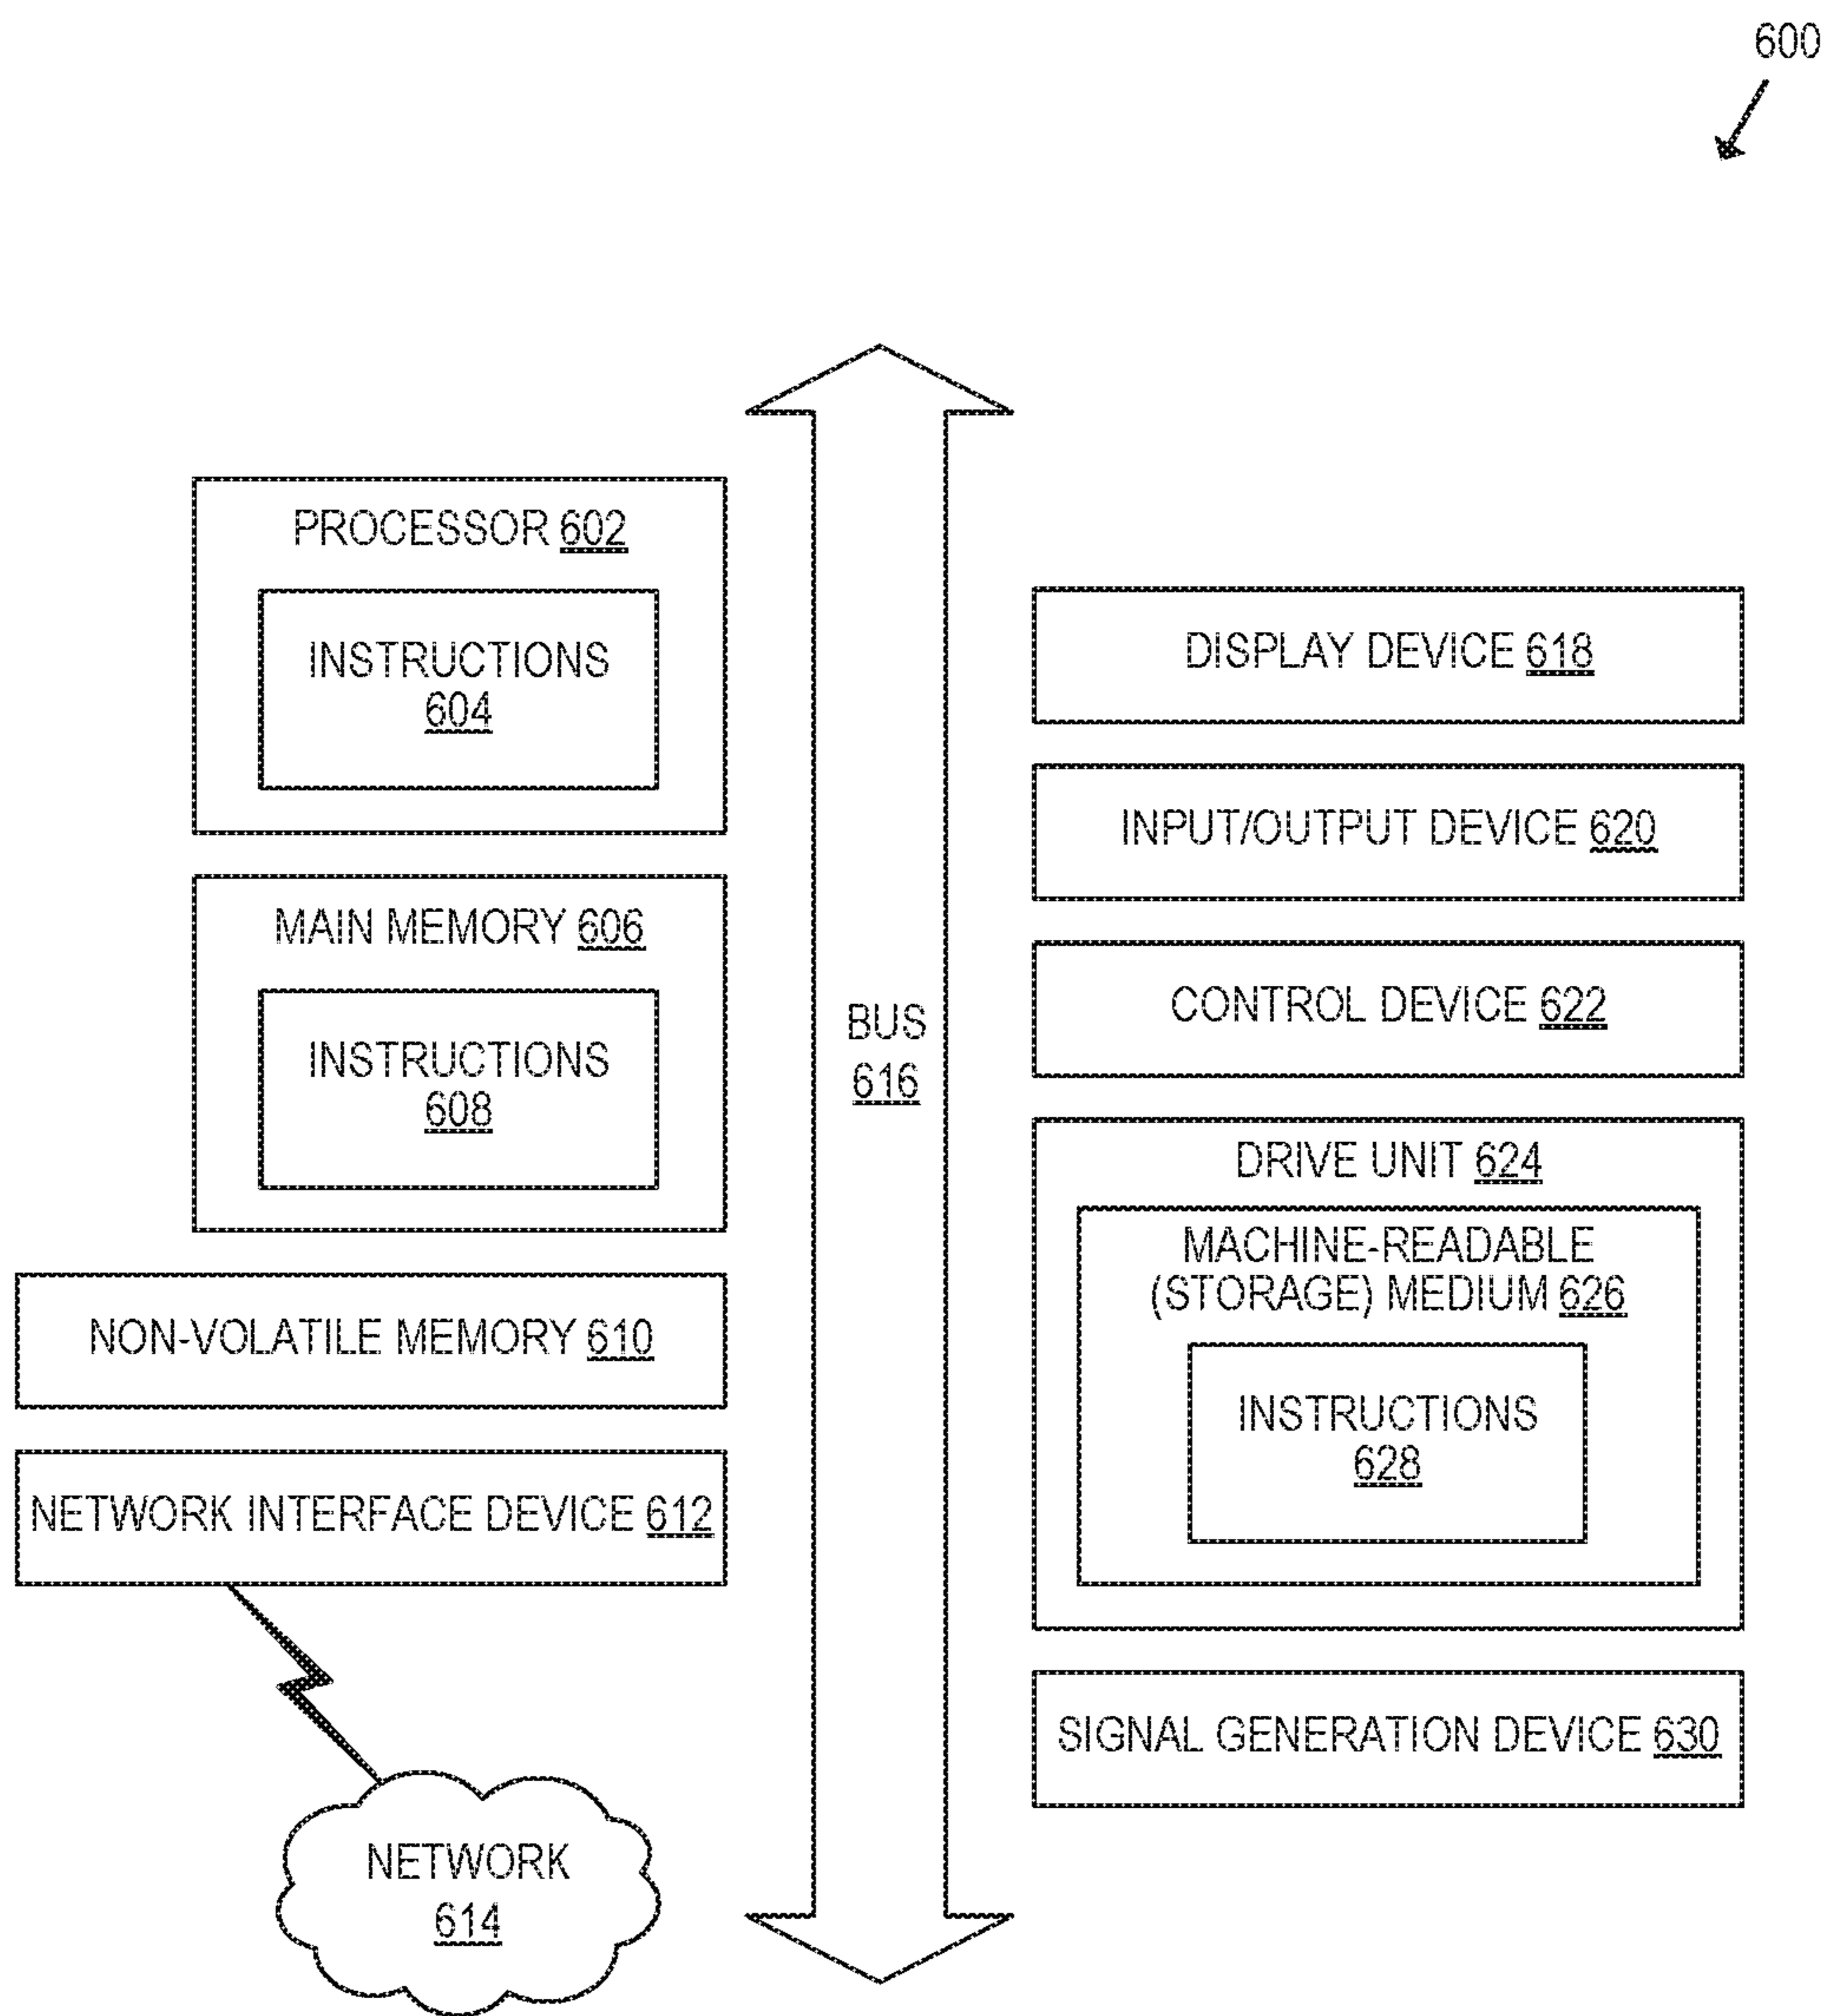 600
PROCESSOR 602
INSTRUCTIONS
604
MAIN MEMORY 606
INSTRUCTIONS
608
NON-VOLATILE MEMORY 610
NETWORK INTERFACE DEVICE 612
NETWORK
614
BUS
616
DISPLAY DEVICE 618
INPUT/OUTPUT DEVICE 620
CONTROL DEVICE 622
DRIVE UNIT 624
MACHINE-READABLE
(STORAGE) MEDIUM 626
INSTRUCTIONS
628
SIGNAL GENERATION DEVICE 630